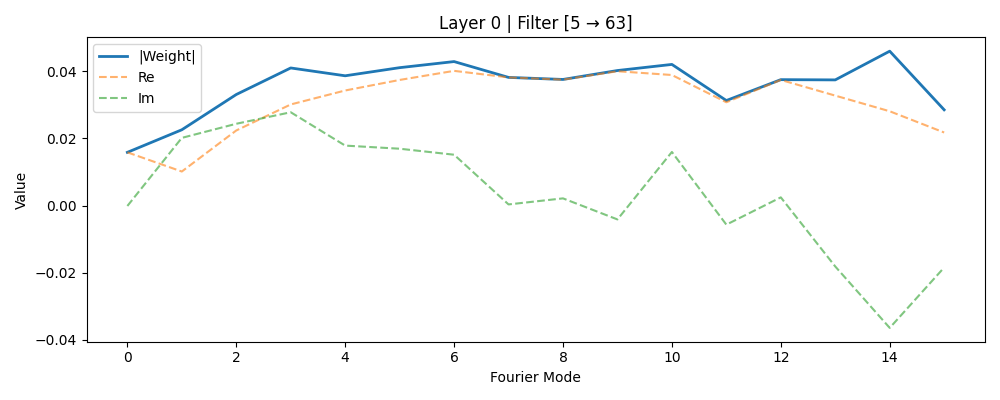 Layer 0 | Filter [5 → 63]
|Weight|
Re
Im
Value
0.04
0.02
0.00
−0.02
−0.04
0 2 4 6 8 10 12 14
Fourier Mode